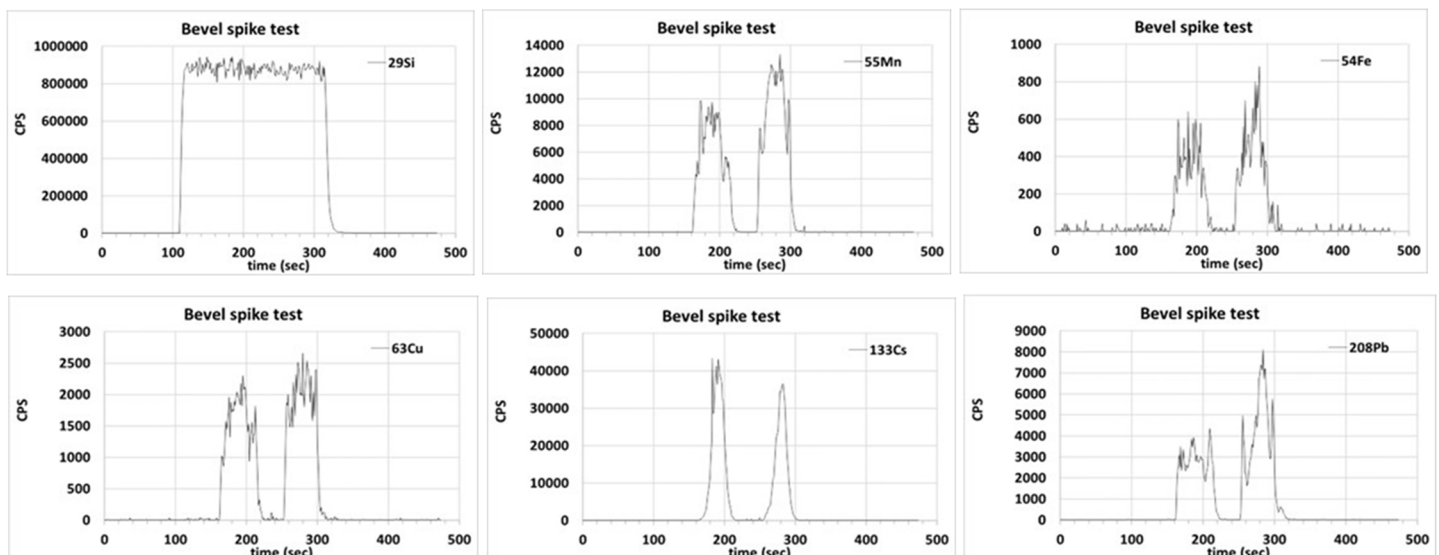 Bevel spike test
1000000
29Si
800000
600000
CPS
400000
200000
0
0 100 200 300 400 500
time (sec)
Bevel spike test
14000
55Mn
12000
10000
8000
CPS
6000
4000
2000
0
0 100 200 300 400 500
time (sec)
Bevel spike test
1000
54Fe
800
600
CPS
400
200
0
0 100 200 300 400 500
time (sec)
Bevel spike test
3000
63Cu
2500
2000
CPS
1500
1000
500
0
0 100 200 300 400 500
time (sec)
Bevel spike test
50000
133Cs
40000
30000
CPS
20000
10000
0
0 100 200 300 400 500
time (sec)
Bevel spike test
9000
208Pb
8000
7000
6000
CPS
5000
4000
3000
2000
1000
0
0 100 200 300 400 500
time (sec)